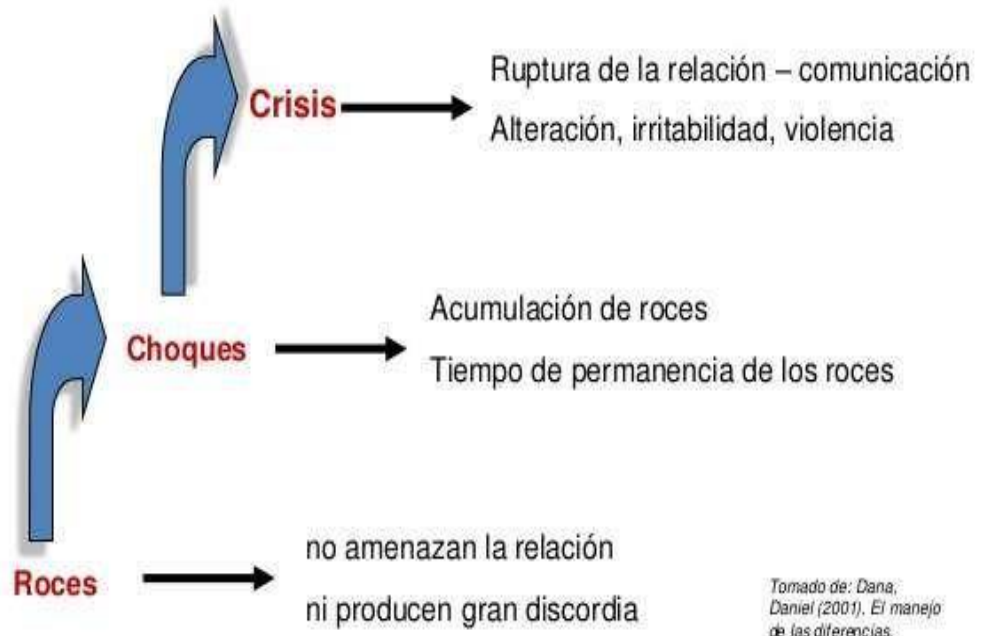 Crisis
Ruptura de la relación – comunicación
Alteración, irritabilidad, violencia
Choques
Acumulación de roces
Tiempo de permanencia de los roces
Roces
no amenazan la relación
ni producen gran discordia
Tomado de: Dana,
Daniel (2001). El manejo
de las diferencias.